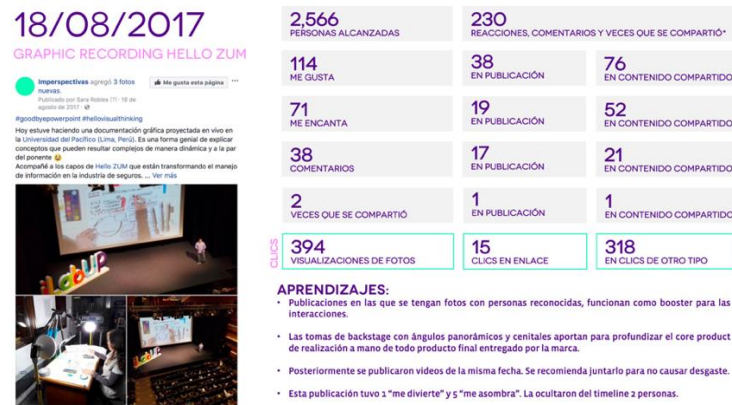 18/08/2017
GRAPHIC RECORDING HELLO ZUM
Imperspectivas agregó 3 fotos
nuevas.
Me gusta esta página
Publicado por Sara Robles [?] · 18 de
agosto de 2017 ·
#goodbyepowerpoint #hellovisualthinking
Hoy estuve haciendo una documentación gráfica proyectada en vivo en
la Universidad del Pacífico (Lima, Perú). Es una forma genial de explicar
conceptos que pueden resultar complejos de manera dinámica y a la par
del ponente
Acompañé a los capos de Hello ZUM que están transformando el manejo
de información en la industria de seguros. ... Ver más
iLabUP
2,566
PERSONAS ALCANZADAS
230
REACCIONES, COMENTARIOS Y VECES QUE SE COMPARTIÓ*
114
ME GUSTA
38
EN PUBLICACIÓN
76
EN CONTENIDO COMPARTIDO
71
ME ENCANTA
19
EN PUBLICACIÓN
52
EN CONTENIDO COMPARTIDO
38
COMENTARIOS
17
EN PUBLICACIÓN
21
EN CONTENIDO COMPARTIDO
2
VECES QUE SE COMPARTIÓ
1
EN PUBLICACIÓN
1
EN CONTENIDO COMPARTIDO
CLICS
394
VISUALIZACIONES DE FOTOS
15
CLICS EN ENLACE
318
EN CLICS DE OTRO TIPO
APRENDIZAJES:
• Publicaciones en las que se tengan fotos con personas reconocidas, funcionan como booster para las
interacciones.
• Las tomas de backstage con ángulos panorámicos y cenitales aportan para profundizar el core product
de realización a mano de todo producto final entregado por la marca.
• Posteriormente se publicaron videos de la misma fecha. Se recomienda juntarlo para no causar desgaste.
• Esta publicación tuvo 1 "me divierte" y 5 "me asombra". La ocultaron del timeline 2 personas.